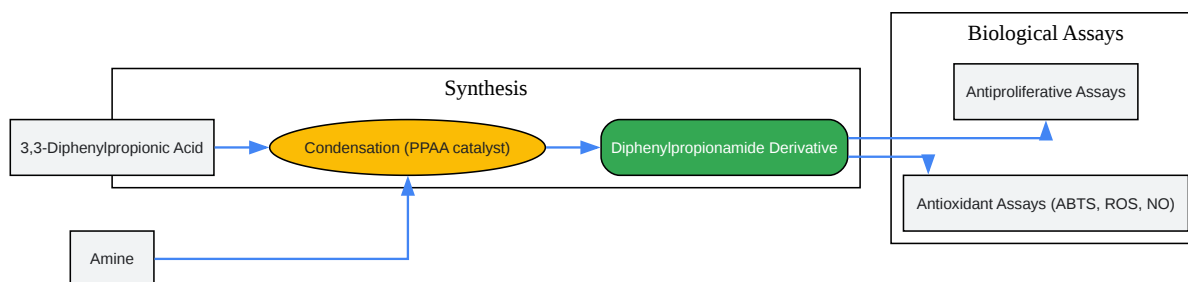 Biological Assays
Synthesis
Antiproliferative Assays
3,3-Diphenylpropionic Acid
Condensation (PPAA catalyst)
Diphenylpropionamide Derivative
Antioxidant Assays (ABTS, ROS, NO)
Amine